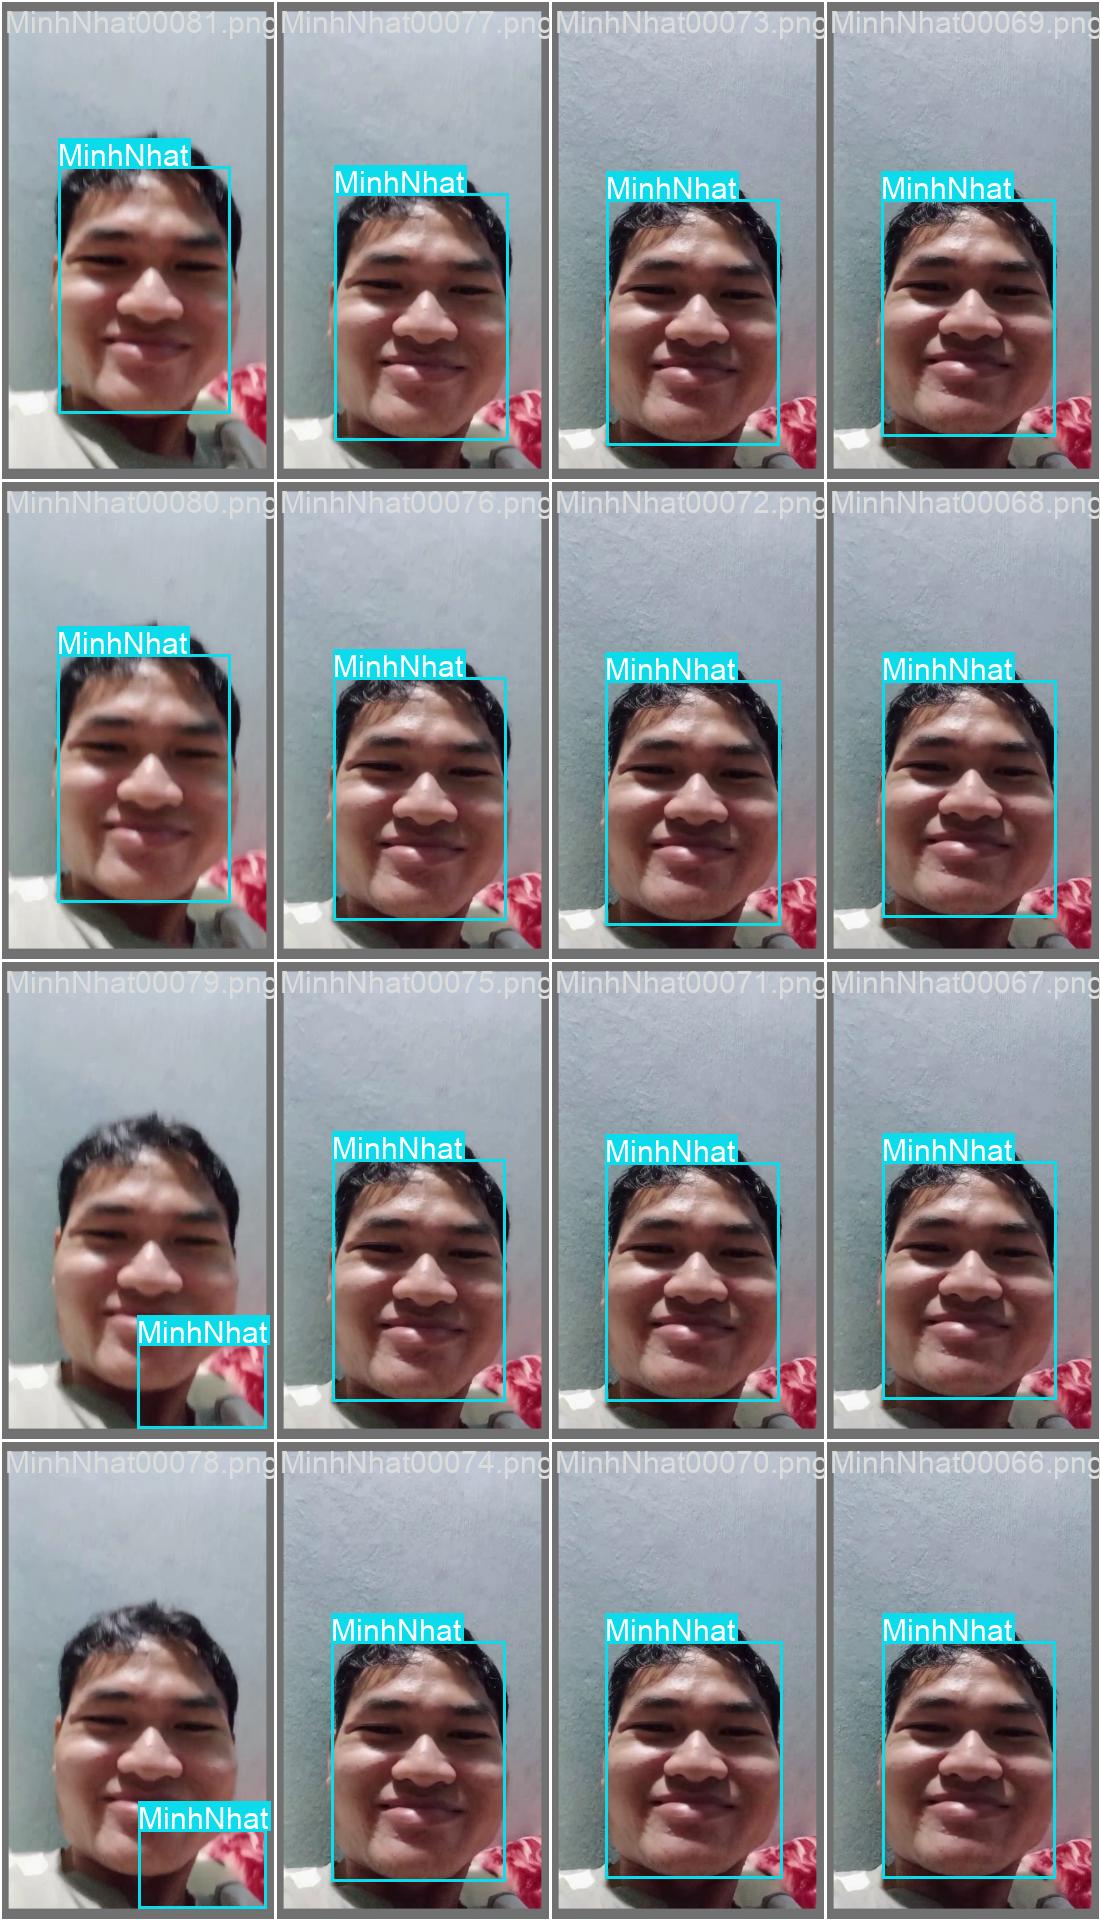 MinhNhat00081.png
MinhNhat
MinhNhat00077.png
MinhNhat
MinhNhat00073.png
MinhNhat
MinhNhat00069.png
MinhNhat
MinhNhat00080.png
MinhNhat
MinhNhat00076.png
MinhNhat
MinhNhat00072.png
MinhNhat
MinhNhat00068.png
MinhNhat
MinhNhat00079.png
MinhNhat
MinhNhat00075.png
MinhNhat
MinhNhat00071.png
MinhNhat
MinhNhat00067.png
MinhNhat
MinhNhat00078.png
MinhNhat
MinhNhat00074.png
MinhNhat
MinhNhat00070.png
MinhNhat
MinhNhat00066.png
MinhNhat